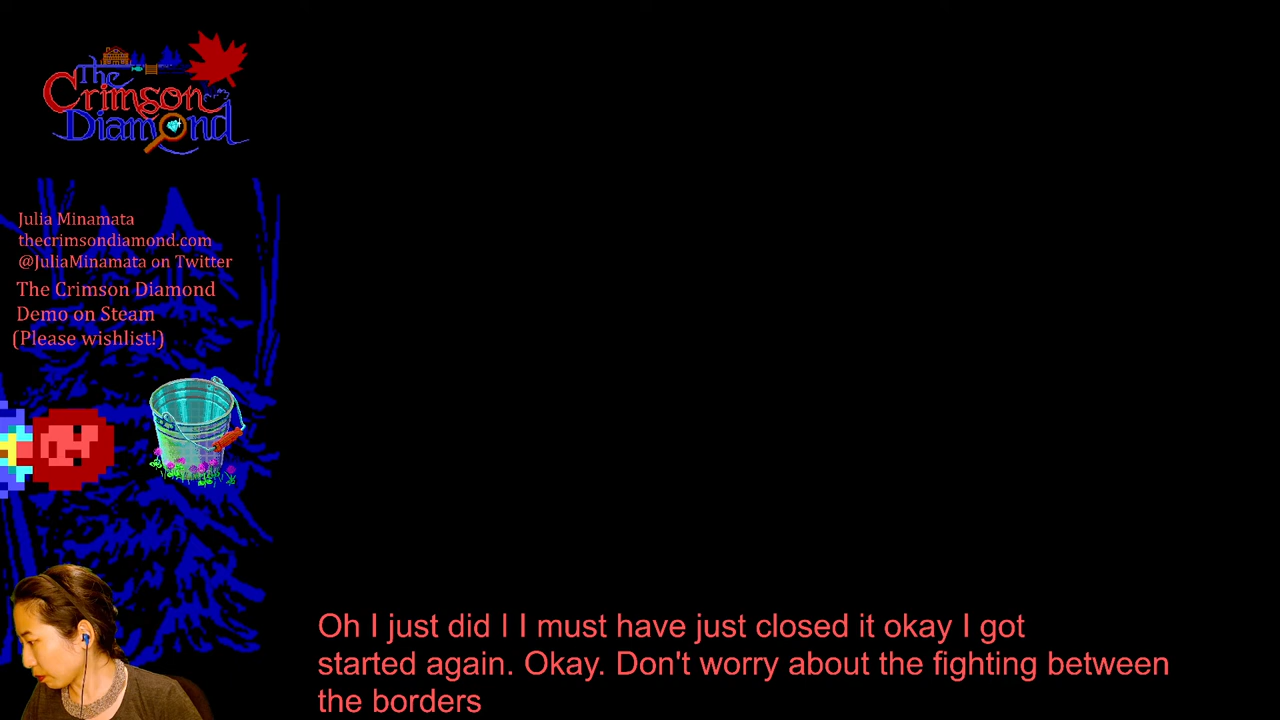 The
Crimson
Diamond
Julia Minamata
thecrimsondiamond.com
@JuliaMinamata on Twitter
The Crimson Diamond
Demo on Steam
(Please wishlist!)
Oh I just did I I must have just closed it okay I got
started again. Okay. Don't worry about the fighting between
the borders